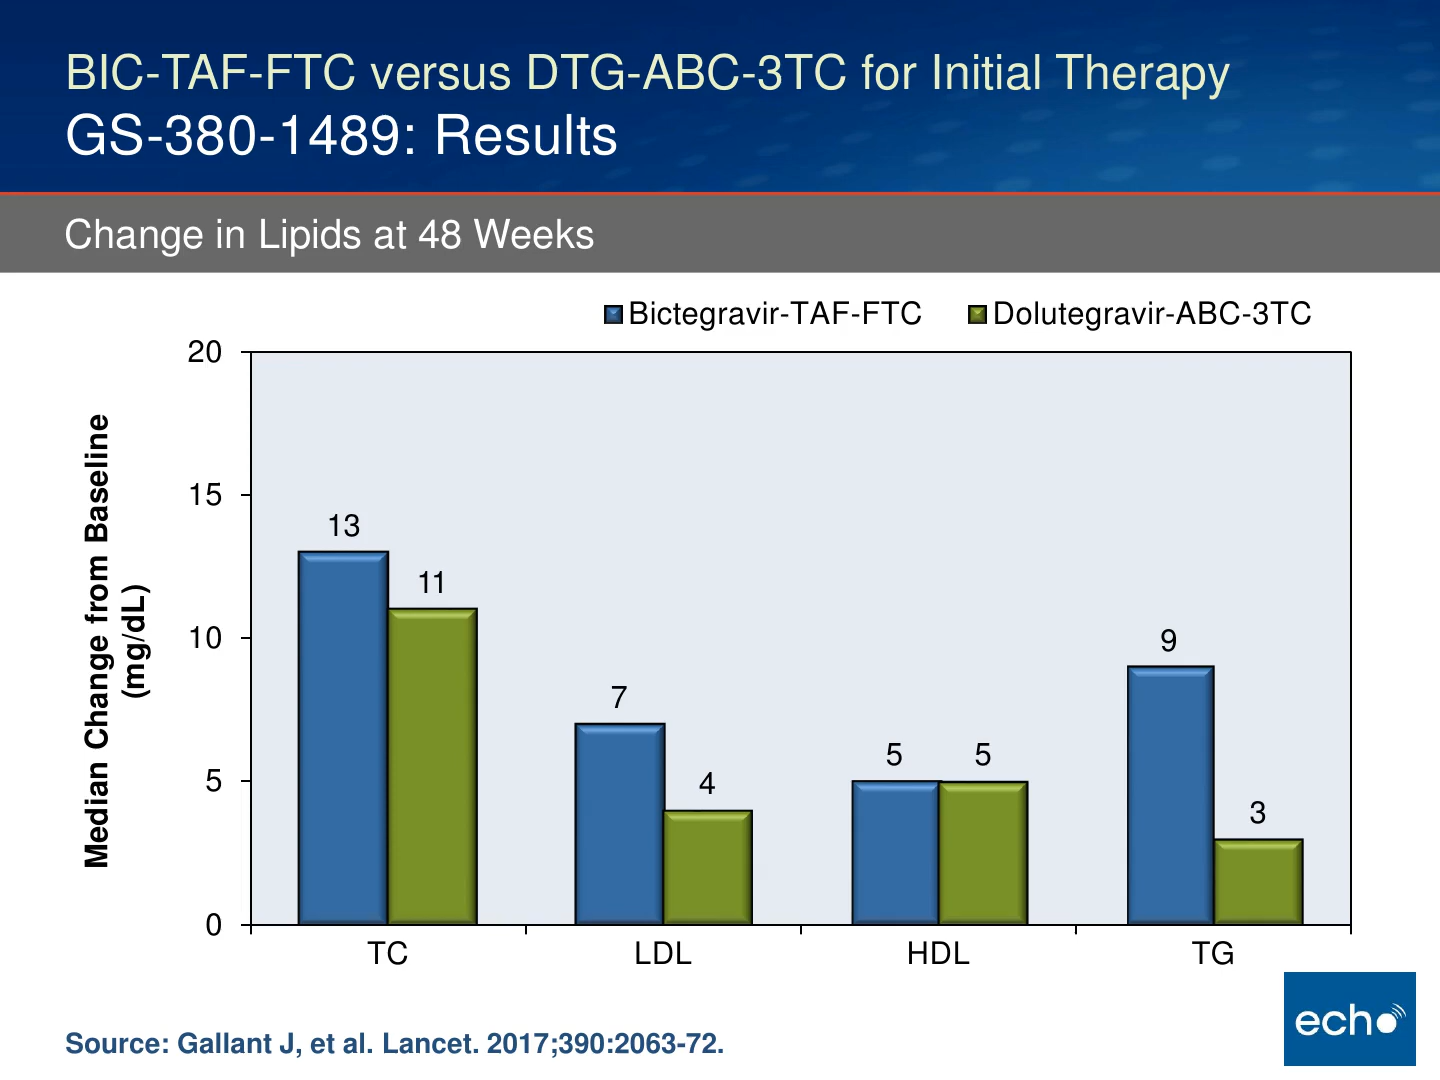 BIC-TAF-FTC versus DTG-ABC-3TC for Initial Therapy
GS-380-1489: Results
Change in Lipids at 48 Weeks
Bictegravir-TAF-FTC
Dolutegravir-ABC-3TC
Median Change from Baseline
(mg/dL)
20
15
10
5
0
13
11
7
4
5
5
9
3
TC
LDL
HDL
TG
Source: Gallant J, et al. Lancet. 2017;390:2063-72.
echo